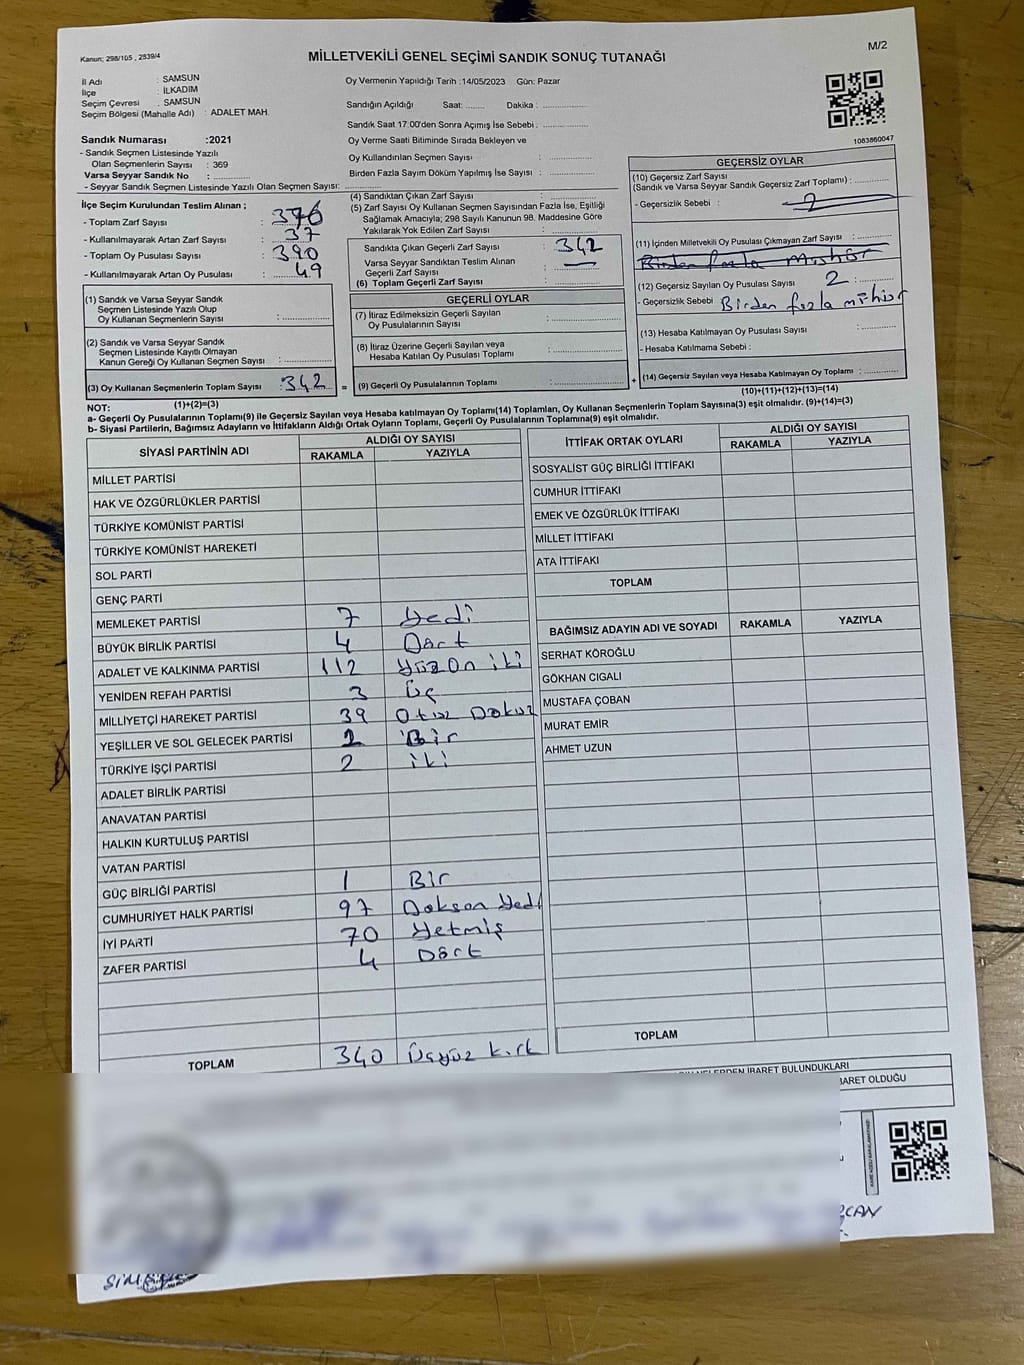 Kanun; 298/105 , 2839/4
MİLLETVEKİLİ GENEL SEÇİMİ SANDIK SONUÇ TUTANAĞI
M/2
İl Adı : SAMSUN
İlçe : İLKADIM
Seçim Çevresi : SAMSUN
Seçim Bölgesi (Mahalle Adı) : ADALET MAH.
Sandık Numarası :2021
- Sandık Seçmen Listesinde Yazılı
Olan Seçmenlerin Sayısı : 369
Varsa Seyyar Sandık No : ................
- Seyyar Sandık Seçmen Listesinde Yazılı Olan Seçmen Sayısı: ................
Oy Vermenin Yapıldığı Tarih :14/05/2023 Gün: Pazar
Sandığın Açıldığı Saat: ....... Dakika : ................
Sandık Saat 17:00'den Sonra Açımış İse Sebebi : ................
Oy Verme Saati Bitiminde Sırada Bekleyen ve
Oy Kullandırılan Seçmen Sayısı : ................
Birden Fazla Sayım Döküm Yapılmış İse Sayısı : ................
1083860047
İlçe Seçim Kurulundan Teslim Alınan ;
- Toplam Zarf Sayısı : 376
- Kullanılmayarak Artan Zarf Sayısı : 37
- Toplam Oy Pusulası Sayısı : 390
- Kullanılmayarak Artan Oy Pusulası : 49
(4) Sandıktan Çıkan Zarf Sayısı : ................
(5) Zarf Sayısı Oy Kullanan Seçmen Sayısından Fazla İse, Eşitliği
Sağlamak Amacıyla; 298 Sayılı Kanunun 98. Maddesine Göre
Yakılarak Yok Edilen Zarf Sayısı : ................
Sandıkta Çıkan Geçerli Zarf Sayısı : 342
Varsa Seyyar Sandıktan Teslim Alınan
Geçerli Zarf Sayısı : —
(6) Toplam Geçerli Zarf Sayısı : ................
GEÇERSİZ OYLAR
(10) Geçersiz Zarf Sayısı
(Sandık ve Varsa Seyyar Sandık Geçersiz Zarf Toplamı) : ................
- Geçersizlik Sebebi : 2
(11) İçinden Milletvekili Oy Pusulası Çıkmayan Zarf Sayısı : ................
Birden fazla mühür
(12) Geçersiz Sayılan Oy Pusulası Sayısı : 2
- Geçersizlik Sebebi Birden fazla mühür
(13) Hesaba Katılmayan Oy Pusulası Sayısı : ................
- Hesaba Katılmama Sebebi :
(14) Geçersiz Sayılan veya Hesaba Katılmayan Oy Toplamı : ................
(10)+(11)+(12)+(13)=(14)
(1) Sandık ve Varsa Seyyar Sandık
Seçmen Listesinde Yazılı Olup
Oy Kullanan Seçmenlerin Sayısı : ................
(2) Sandık ve Varsa Seyyar Sandık
Seçmen Listesinde Kayıtlı Olmayan
Kanun Gereği Oy Kullanan Seçmen Sayısı : ................
(3) Oy Kullanan Seçmenlerin Toplam Sayısı : 342 =
(1)+(2)=(3)
GEÇERLİ OYLAR
(7) İtiraz Edilmeksizin Geçerli Sayılan
Oy Pusulalarının Sayısı : ................
(8) İtiraz Üzerine Geçerli Sayılan veya
Hesaba Katılan Oy Pusulası Toplamı : ................
(9) Geçerli Oy Pusulalarının Toplamı : ................ +
NOT:
a- Geçerli Oy Pusulalarının Toplamı(9) ile Geçersiz Sayılan veya Hesaba katılmayan Oy Toplamı(14) Toplamları, Oy Kullanan Seçmenlerin Toplam Sayısına(3) eşit olmalıdır. (9)+(14)=(3)
b- Siyasi Partilerin, Bağımsız Adayların ve İttifakların Aldığı Ortak Oyların Toplamı, Geçerli Oy Pusulalarının Toplamına(9) eşit olmalıdır.
SİYASİ PARTİNİN ADI ALDIĞI OY SAYISI
RAKAMLA YAZIYLA
MİLLET PARTİSİ
HAK VE ÖZGÜRLÜKLER PARTİSİ
TÜRKİYE KOMÜNİST PARTİSİ
TÜRKİYE KOMÜNİST HAREKETİ
SOL PARTİ
GENÇ PARTİ
MEMLEKET PARTİSİ 7 Yedi
BÜYÜK BİRLİK PARTİSİ 4 Dört
ADALET VE KALKINMA PARTİSİ 112 Yüz On iki
YENİDEN REFAH PARTİSİ 3 Üç
MİLLİYETÇİ HAREKET PARTİSİ 39 Otuz Dokuz
YEŞİLLER VE SOL GELECEK PARTİSİ 1 Bir
TÜRKİYE İŞÇİ PARTİSİ 2 iki
ADALET BİRLİK PARTİSİ
ANAVATAN PARTİSİ
HALKIN KURTULUŞ PARTİSİ
VATAN PARTİSİ
GÜÇ BİRLİĞİ PARTİSİ 1 Bir
CUMHURİYET HALK PARTİSİ 97 Doksan Yedi
İYİ PARTİ 70 Yetmiş
ZAFER PARTİSİ 4 Dört
TOPLAM 340 Üçyüz kırk
İTTİFAK ORTAK OYLARI ALDIĞI OY SAYISI
RAKAMLA YAZIYLA
SOSYALİST GÜÇ BİRLİĞİ İTTİFAKI
CUMHUR İTTİFAKI
EMEK VE ÖZGÜRLÜK İTTİFAKI
MİLLET İTTİFAKI
ATA İTTİFAKI
TOPLAM
BAĞIMSIZ ADAYIN ADI VE SOYADI RAKAMLA YAZIYLA
SERHAT KÖROĞLU
GÖKHAN CIGALI
MUSTAFA ÇOBAN
MURAT EMİR
AHMET UZUN
TOPLAM
İBARET BULUNDUKLARI
BARET OLDUĞU